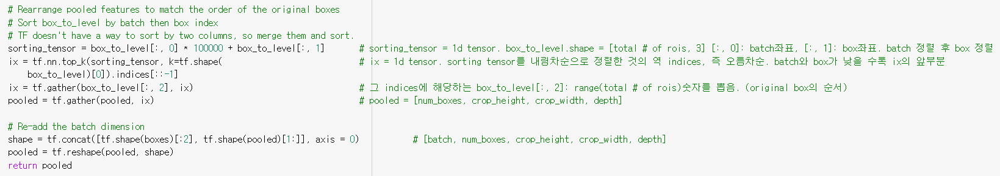 # Rearrange pooled features to match the order of the original boxes
# Sort box_to_level by batch then box index
# TF doesn't have a way to sort by two columns, so merge them and sort.
sorting_tensor = box_to_level[:, 0] * 100000 + box_to_level[:, 1] # sorting_tensor = 1d tensor. box_to_level.shape = [total # of rois, 3] [:, 0]: batch좌표, [:, 1]: box좌표. batch 정렬 후 box 정렬
ix = tf.nn.top_k(sorting_tensor, k=tf.shape( # ix = 1d tensor. sorting tensor를 내림차순으로 정렬한 것의 역 indices, 즉 오름차순. batch와 box가 낮을 수록 ix의 앞부분
box_to_level)[0]).indices[::-1]
ix = tf.gather(box_to_level[:, 2], ix) # 그 indices에 해당하는 box_to_level[:, 2]: range(total # of rois)숫자를 뽑음. (original box의 순서)
pooled = tf.gather(pooled, ix) # pooled = [num_boxes, crop_height, crop_width, depth]
# Re-add the batch dimension
shape = tf.concat([tf.shape(boxes)[:2], tf.shape(pooled)[1:]], axis = 0) # [batch, num_boxes, crop_height, crop_width, depth]
pooled = tf.reshape(pooled, shape)
return pooled